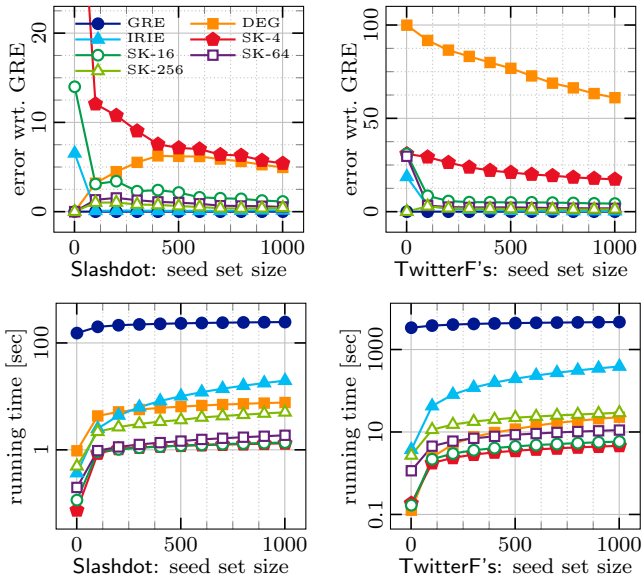 GRE DEG
IRIE SK-4
SK-16 SK-64
SK-256
error wrt. GRE
20
10
0
0 500 1000
Slashdot: seed set size
error wrt. GRE
100
50
0
0 500 1000
TwitterF's: seed set size
running time [sec]
100
1
0 500 1000
Slashdot: seed set size
running time [sec]
1000
10
0.1
0 500 1000
TwitterF's: seed set size